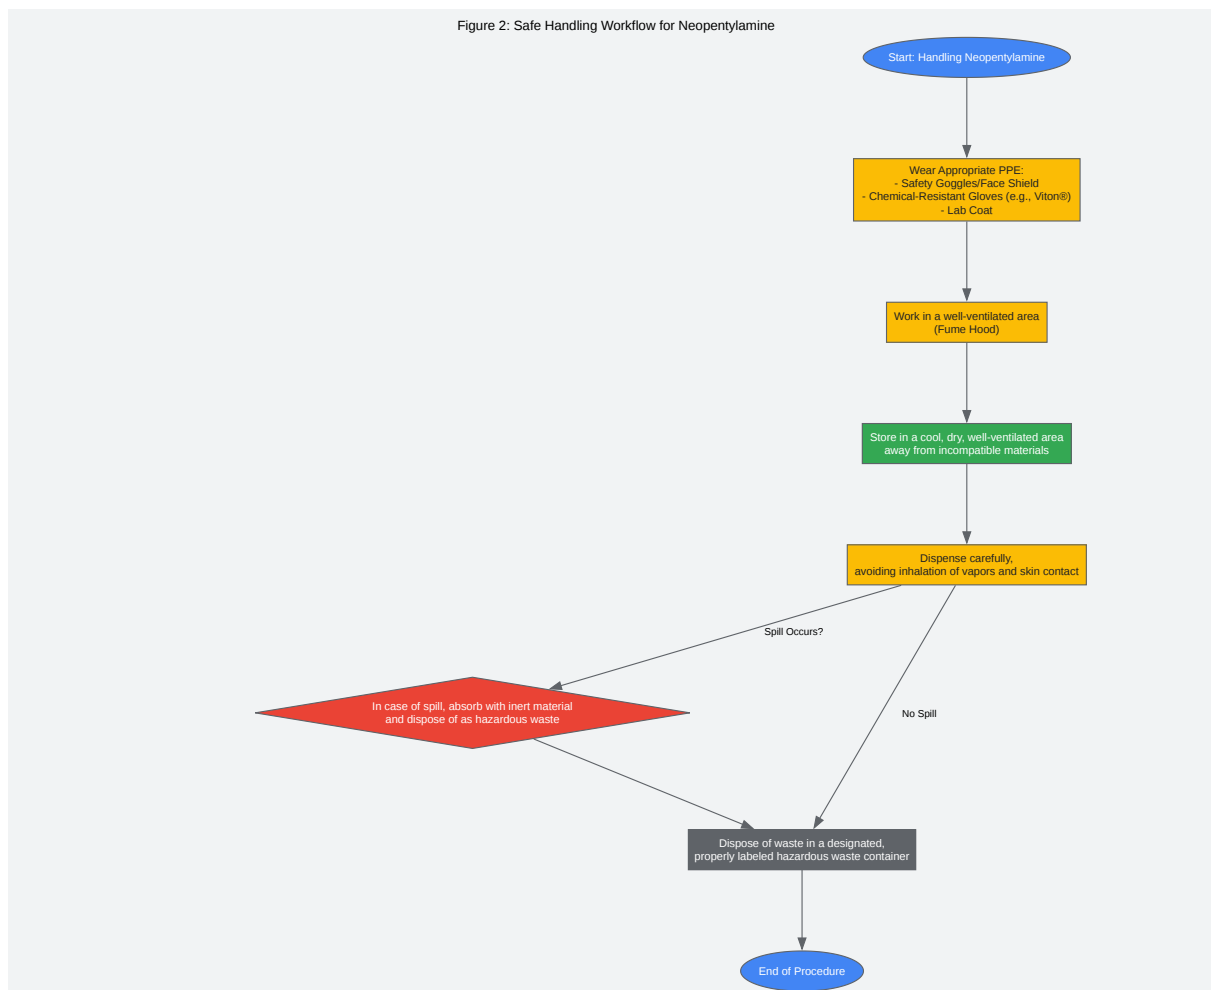 Figure 2: Safe Handling Workflow for Neopentylamine
Start: Handling Neopentylamine
Wear Appropriate PPE:
- Safety Goggles/Face Shield
- Chemical-Resistant Gloves (e.g., Viton®)
- Lab Coat
Work in a well-ventilated area
(Fume Hood)
Store in a cool, dry, well-ventilated area
away from incompatible materials
Dispense carefully,
avoiding inhalation of vapors and skin contact
Spill Occurs?
In case of spill, absorb with inert material
and dispose of as hazardous waste
No Spill
Dispose of waste in a designated,
properly labeled hazardous waste container
End of Procedure